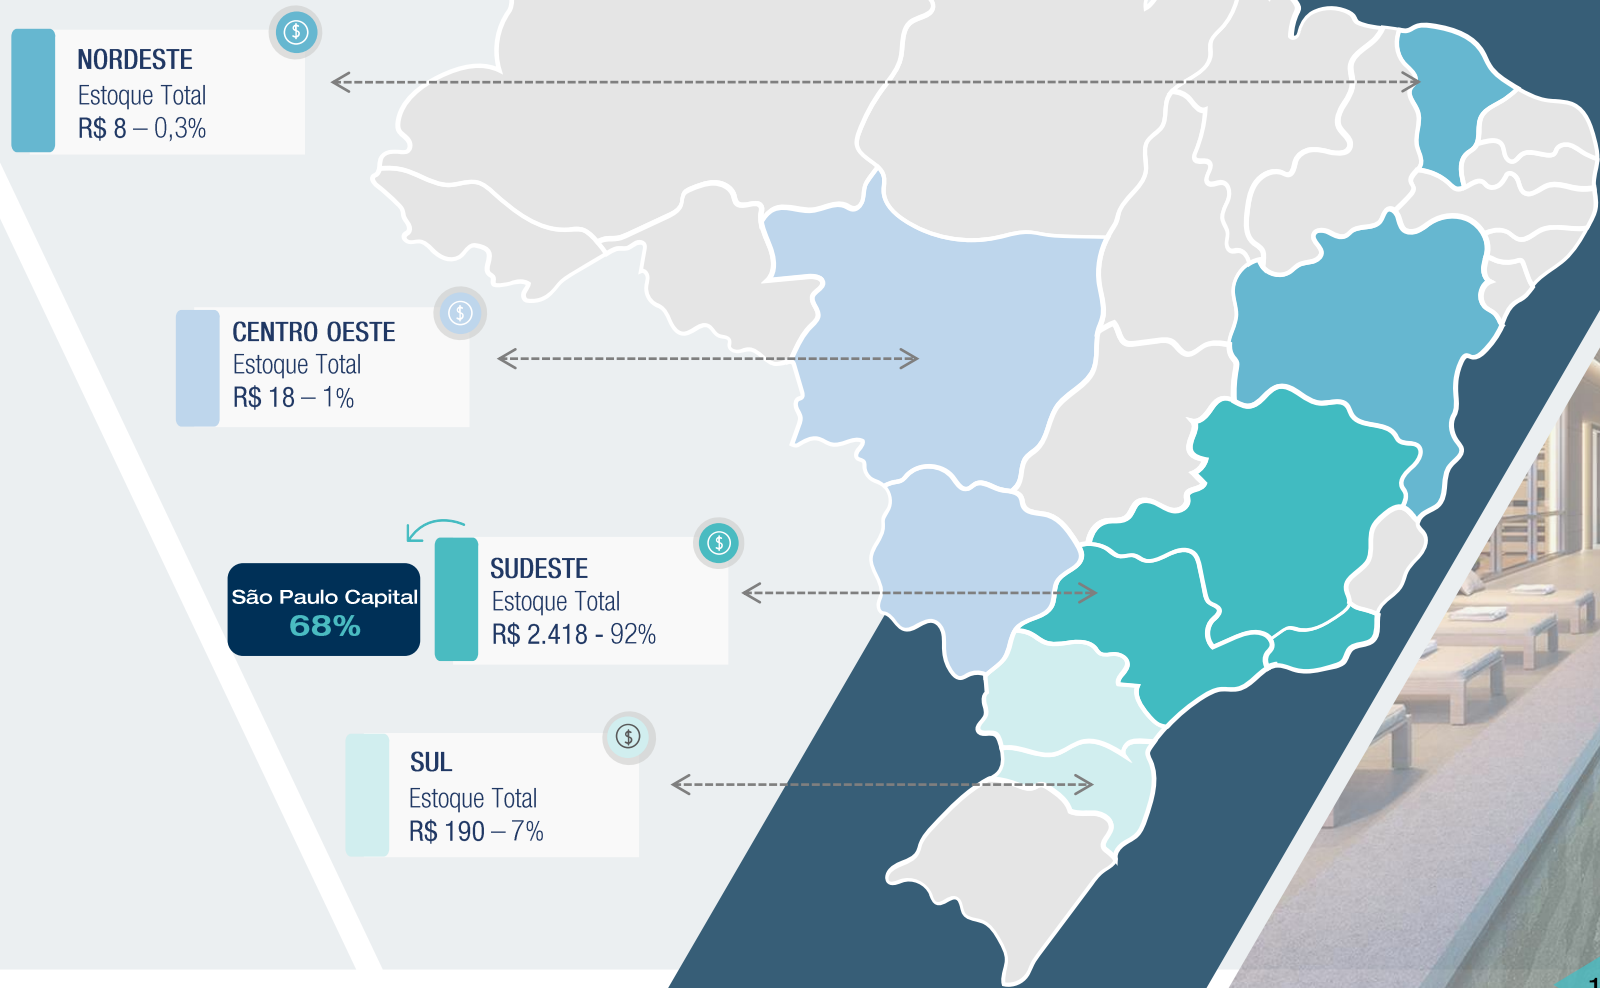 NORDESTE
Estoque Total
R$ 8 – 0,3%
CENTRO OESTE
Estoque Total
R$ 18 – 1%
SUDESTE
Estoque Total
R$ 2.418 - 92%
São Paulo Capital
68%
SUL
Estoque Total
R$ 190 – 7%